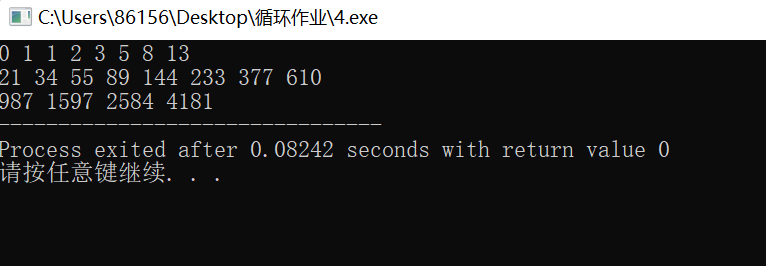 C:\Users\86156\Desktop\循环作业\4.exe
0 1 1 2 3 5 8 13
21 34 55 89 144 233 377 610
987 1597 2584 4181
--------------------------------
Process exited after 0.08242 seconds with return value 0
请按任意键继续. . .